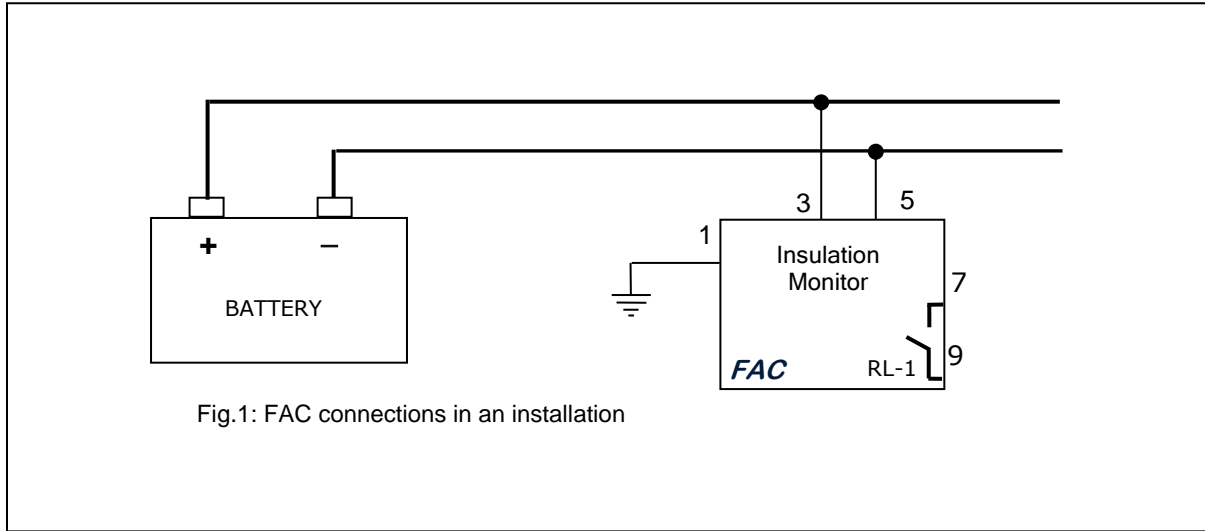 3
5
1
Insulation
Monitor
7
+
–
BATTERY
9
FAC
RL-1
Fig.1: FAC connections in an installation